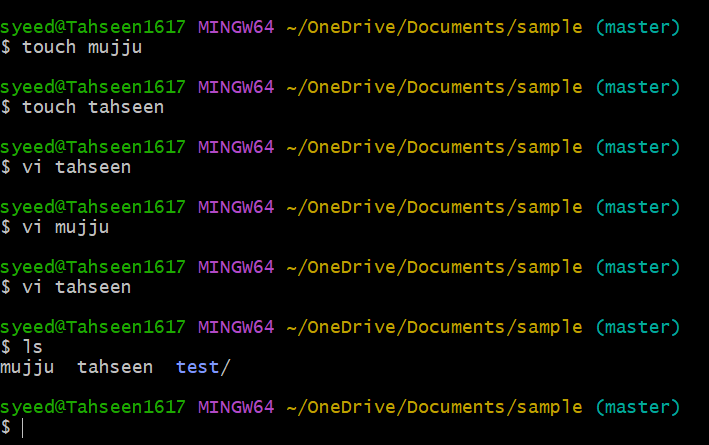 syeed@Tahseen1617 MINGW64 ~/OneDrive/Documents/sample (master)
$ touch mujju
syeed@Tahseen1617 MINGW64 ~/OneDrive/Documents/sample (master)
$ touch tahseen
syeed@Tahseen1617 MINGW64 ~/OneDrive/Documents/sample (master)
$ vi tahseen
syeed@Tahseen1617 MINGW64 ~/OneDrive/Documents/sample (master)
$ vi mujju
syeed@Tahseen1617 MINGW64 ~/OneDrive/Documents/sample (master)
$ vi tahseen
syeed@Tahseen1617 MINGW64 ~/OneDrive/Documents/sample (master)
$ ls
mujju  tahseen  test/
syeed@Tahseen1617 MINGW64 ~/OneDrive/Documents/sample (master)
$